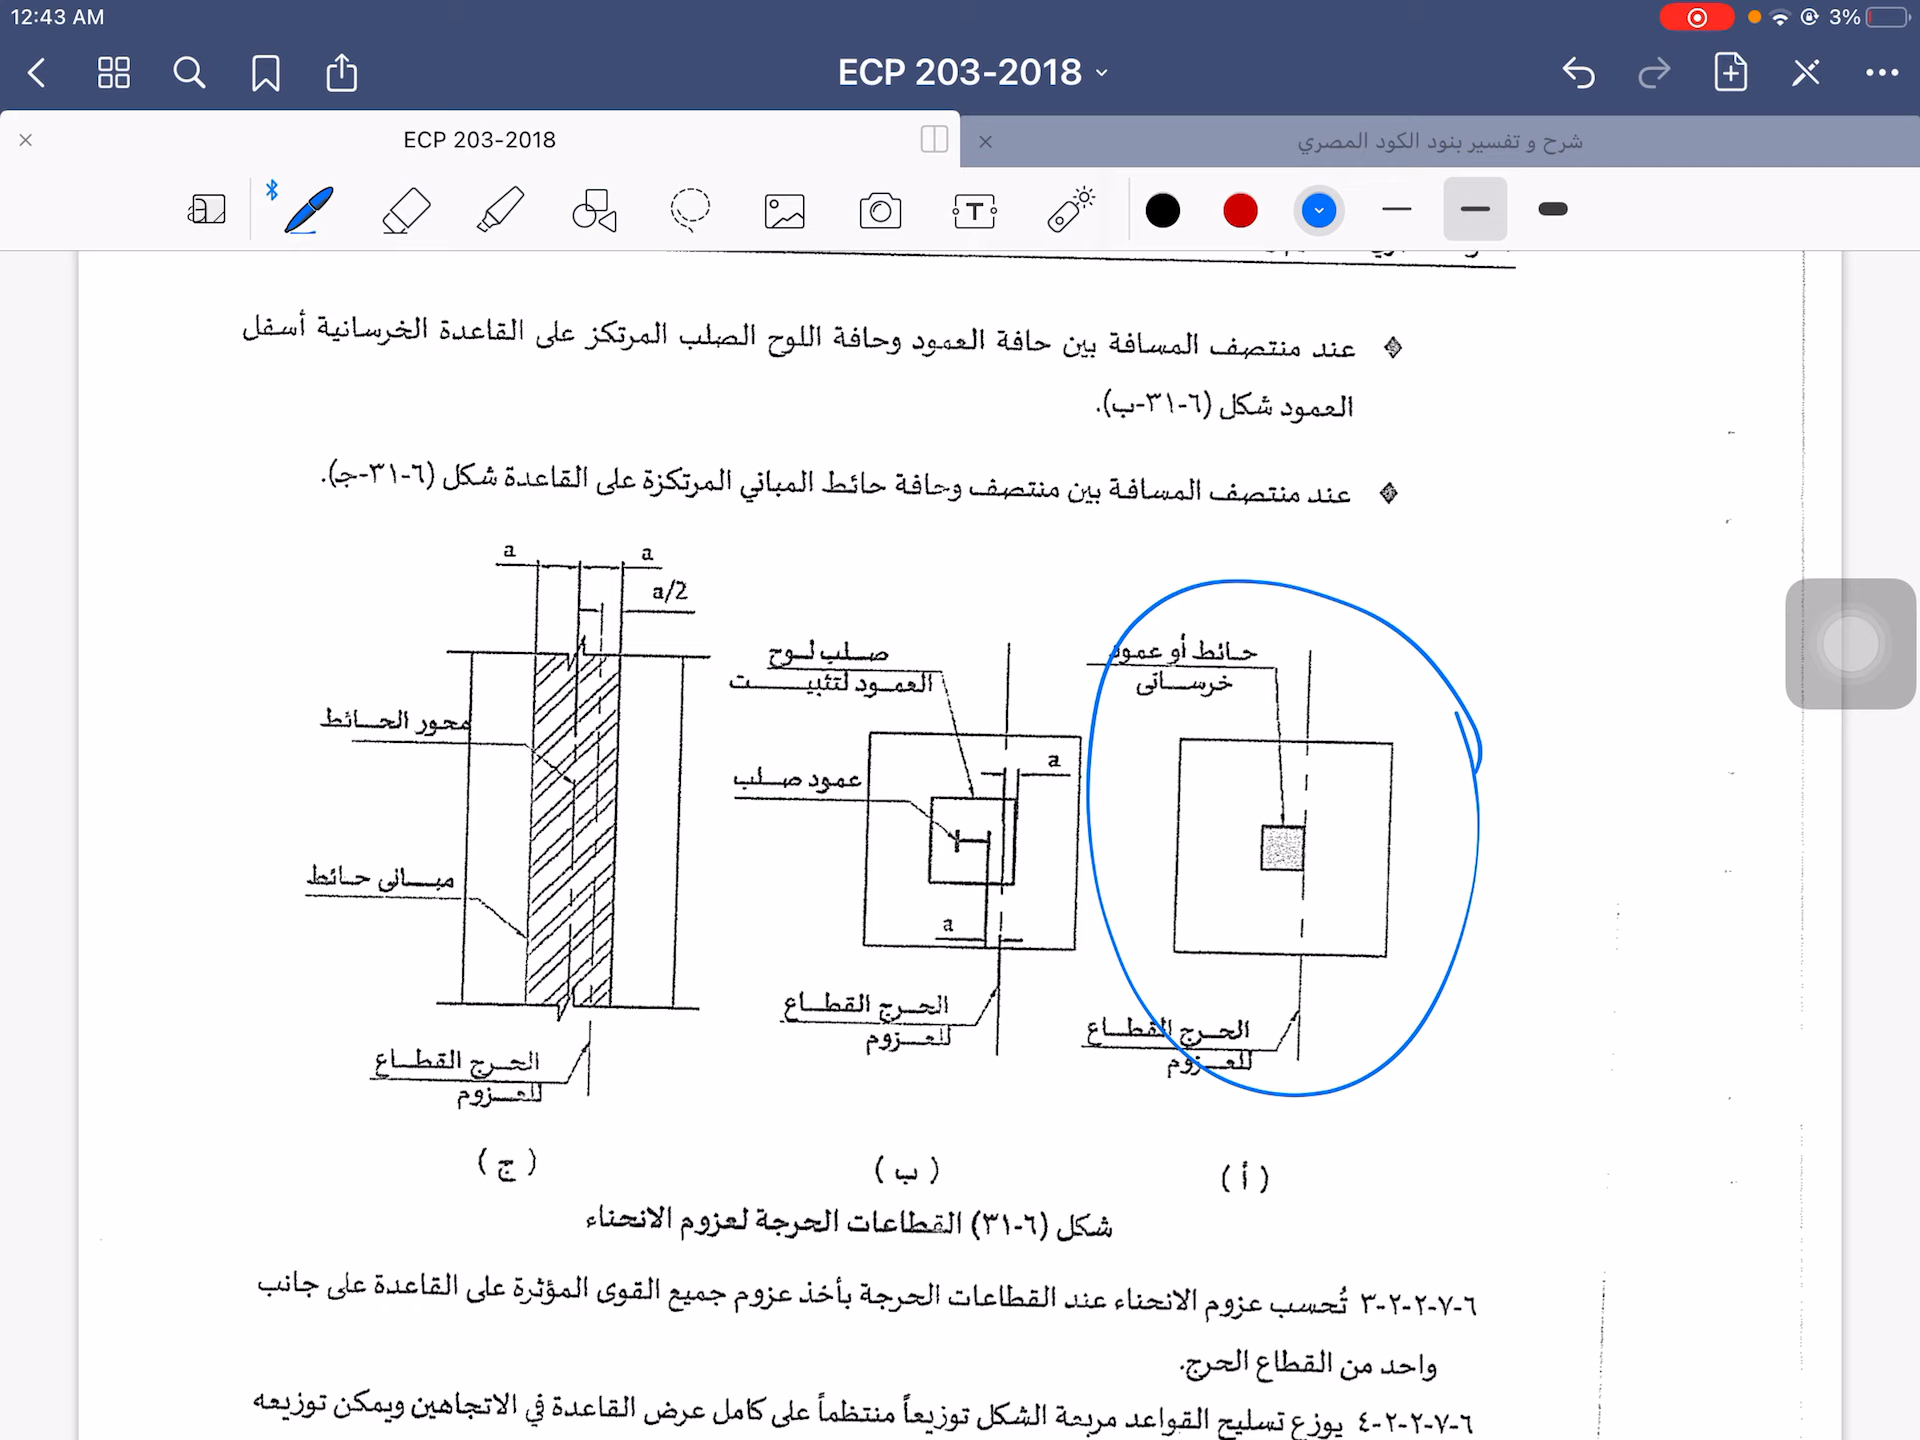 12:43 AM
3%
ECP 203-2018
ECP 203-2018
شرح و تفسير بنود الكود المصري
عند منتصف المسافة بين حافة العمود وحافة اللوح الصلب المرتكز على القاعدة الخرسانية أسفل
العمود شكل (٦-٣١-ب).
عند منتصف المسافة بين منتصف وحافة حائط المباني المرتكزة على القاعدة شكل (٦-٣١-ج).
a
a
a/2
محور الحائط
مبانى حائط
الحرج القطاع
للعزوم
صلب لوح
العمود لتثبيت
عمود صلب
a
a
الحرج القطاع
للعزوم
حائط أو عمود
خرسانى
الحرج القطاع
للعزوم
(أ)
(ب)
(ج)
شكل (٦-٣١) القطاعات الحرجة لعزوم الانحناء
٦-٧-٢-٢-٣ تُحسب عزوم الانحناء عند القطاعات الحرجة بأخذ عزوم جميع القوى المؤثرة على القاعدة على جانب
واحد من القطاع الحرج.
٦-٧-٢-٢-٤ يوزع تسليح القواعد مربعة الشكل توزيعاً منتظماً على كامل عرض القاعدة في الاتجاهين ويمكن توزيعه